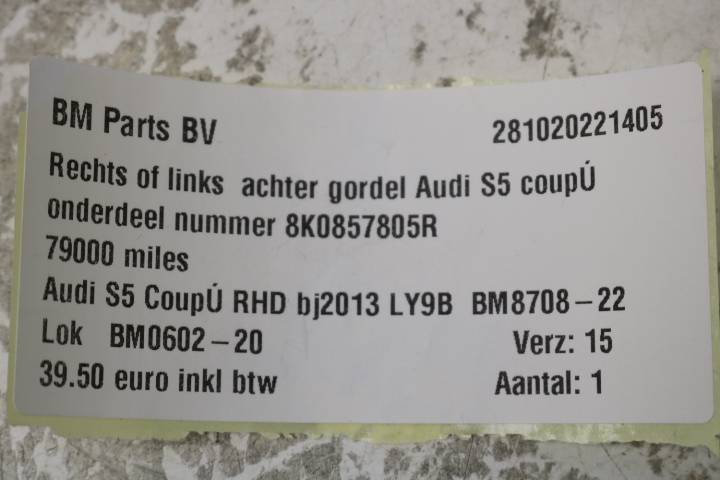 BM Parts BV 281020221405
Rechts of links achter gordel Audi S5 coupÚ
onderdeel nummer 8K0857805R
79000 miles
Audi S5 CoupÚ RHD bj2013 LY9B BM8708-22
Lok BM0602-20 Verz: 15
39.50 euro inkl btw Aantal: 1